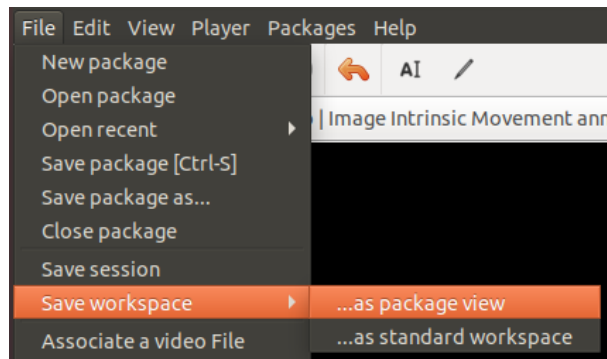 File Edit View Player Packages Help
New package
AI
Open package
Open recent
| Image Intrinsic Movement
Save package [Ctrl-S]
Save package as...
Close package
Save session
Save workspace
...as package view
Associate a video File
...as standard workspace